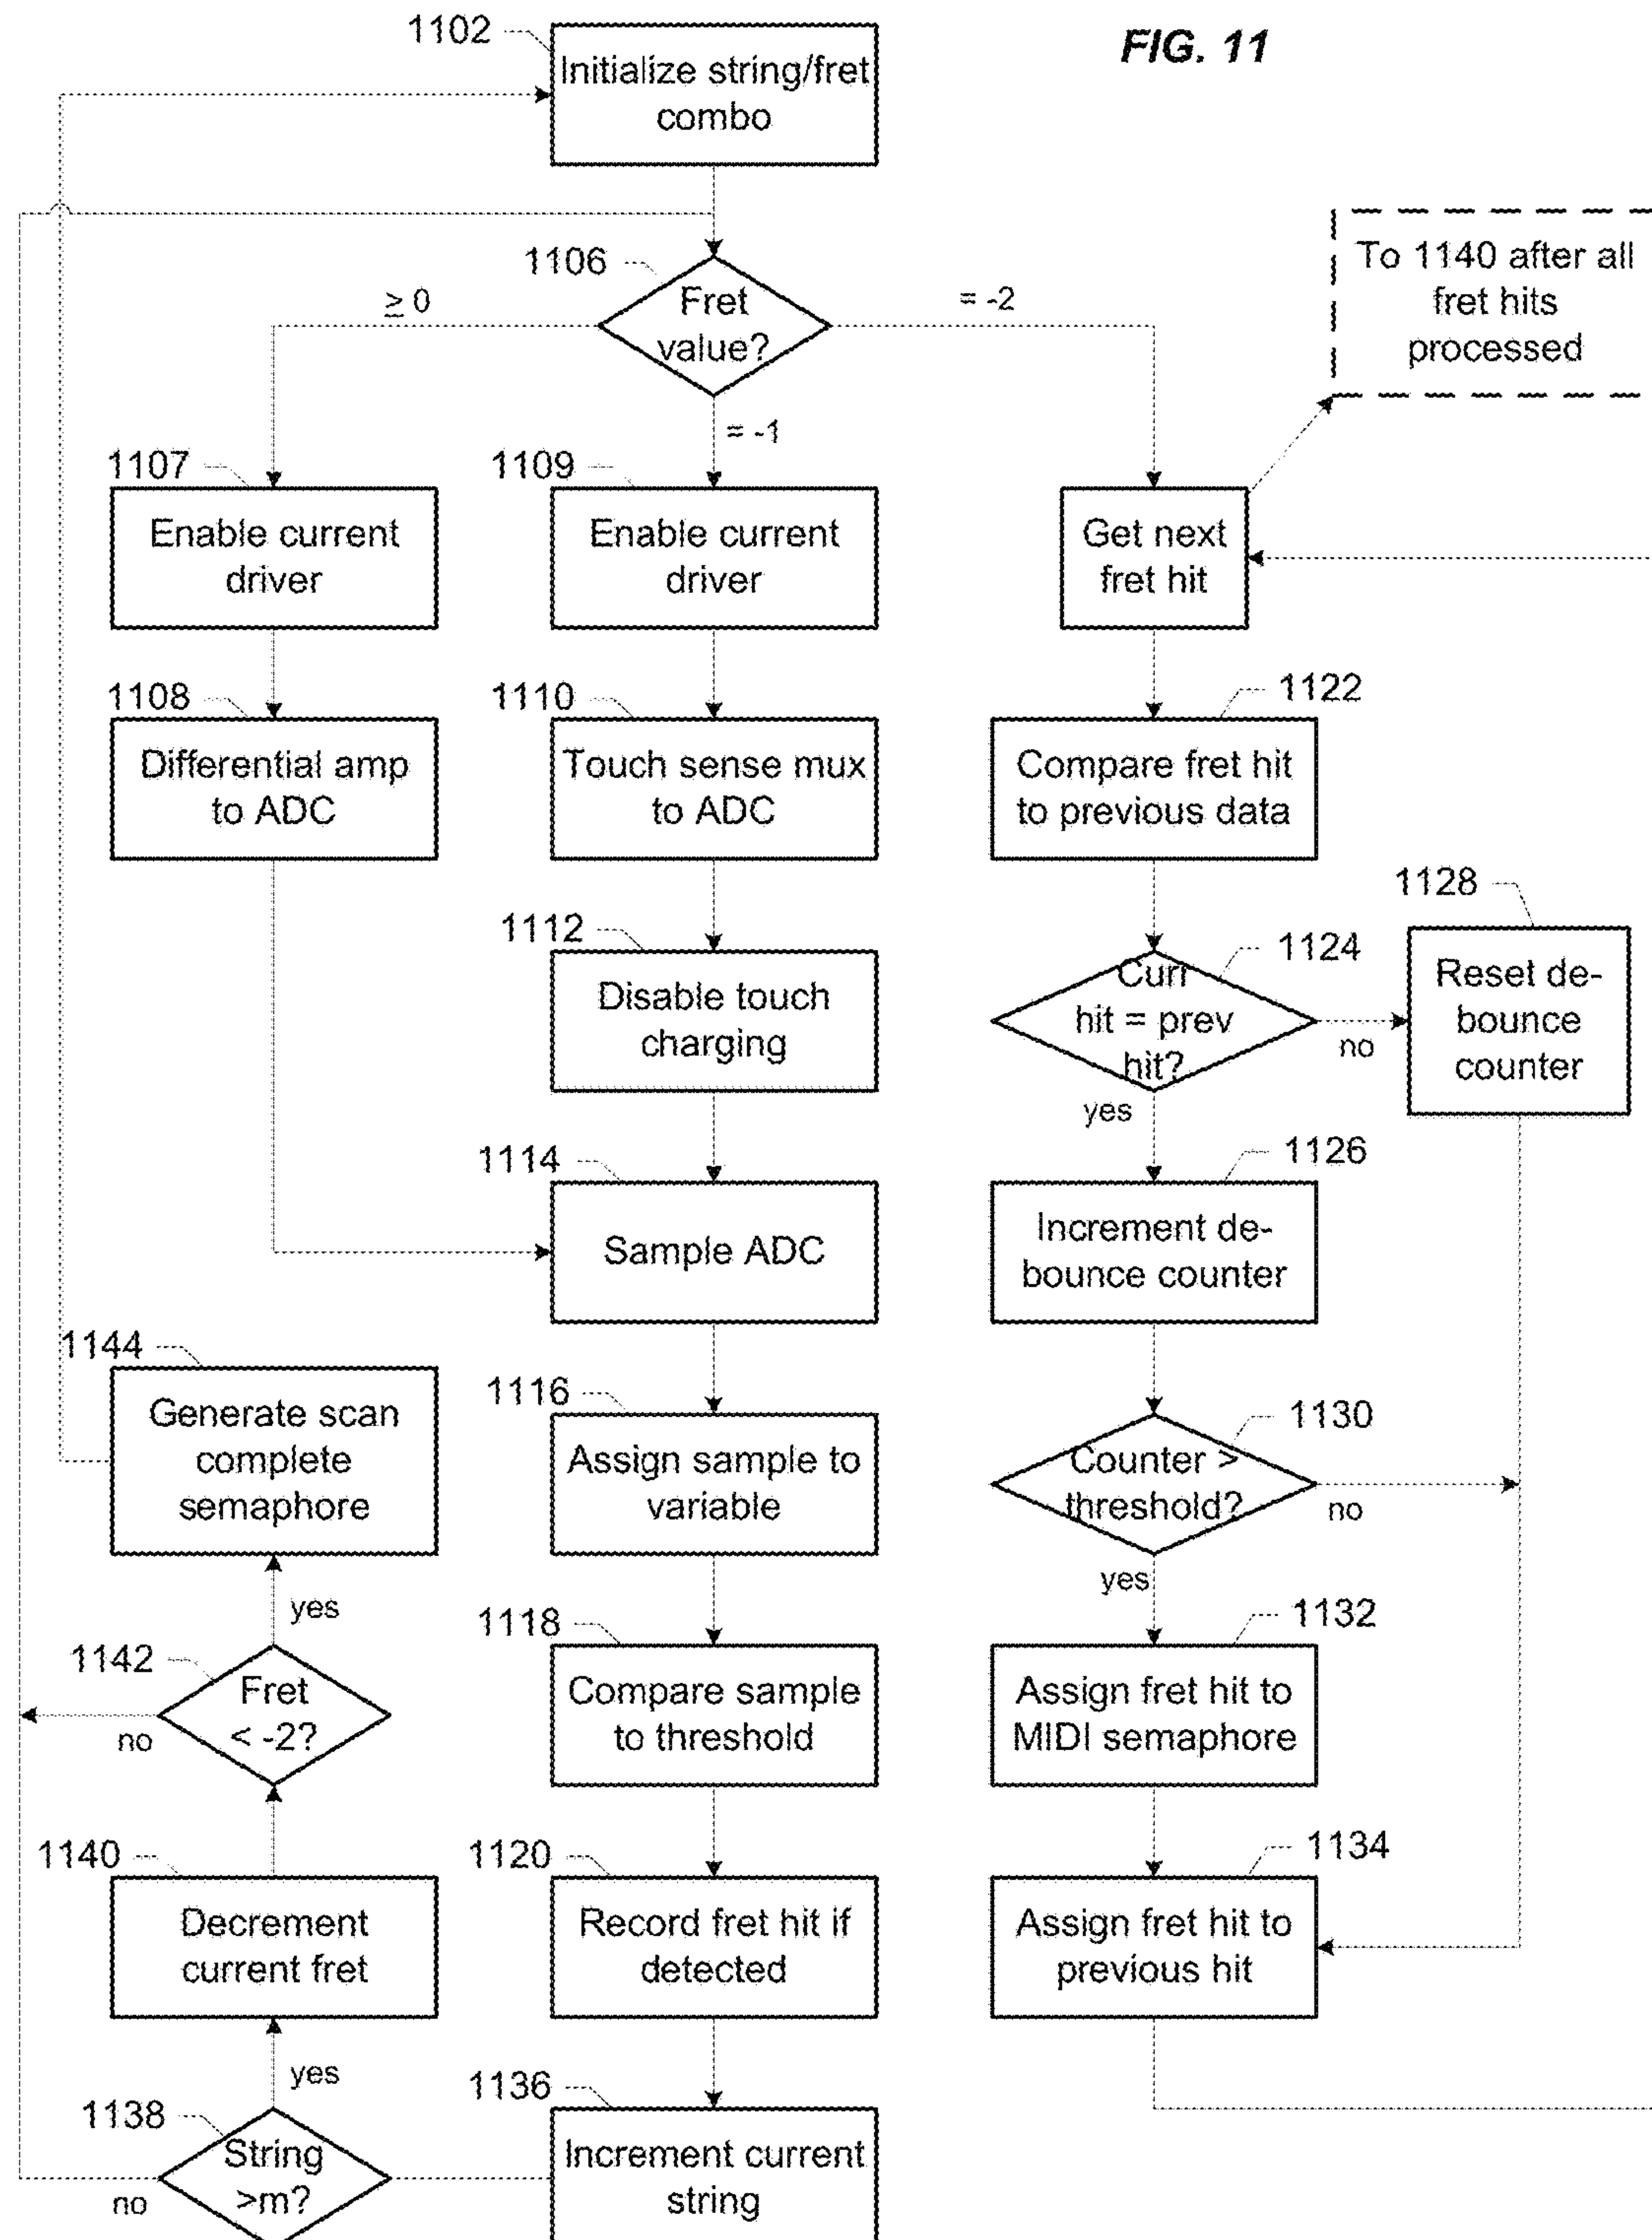 1102
Initialize string/fret
combo
FIG. 11
1106
Fret
value?
≥ 0
= -1
= -2
To 1140 after all
fret hits
processed
1107
Enable current
driver
1109
Enable current
driver
Get next
fret hit
1108
Differential amp
to ADC
1110
Touch sense mux
to ADC
1122
Compare fret hit
to previous data
1112
Disable touch
charging
1124
Curr
hit = prev
hit?
no
yes
1128
Reset de-
bounce
counter
1114
Sample ADC
1126
Increment de-
bounce counter
1144
Generate scan
complete
semaphore
1116
Assign sample to
variable
1130
Counter >
threshold?
no
yes
yes
1142
Fret
< -2?
no
1118
Compare sample
to threshold
1132
Assign fret hit to
MIDI semaphore
1140
Decrement
current fret
1120
Record fret hit if
detected
1134
Assign fret hit to
previous hit
yes
1138
String
>m?
no
1136
Increment current
string